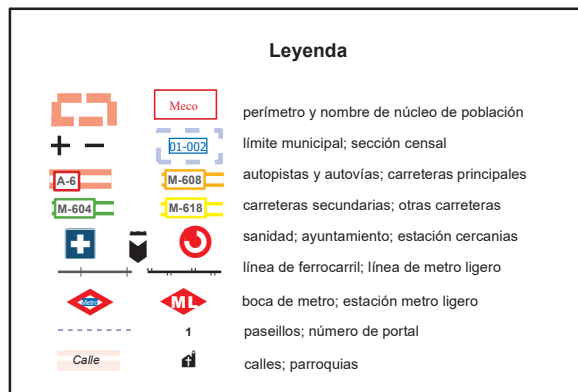 Leyenda
Meco perímetro y nombre de núcleo de población
01-002 límite municipal; sección censal
A-6 M-608 autopistas y autovías; carreteras principales
M-604 M-618 carreteras secundarias; otras carreteras
sanidad; ayuntamiento; estación cercanias
línea de ferrocarril; línea de metro ligero
Metro ML boca de metro; estación metro ligero
1 paseillos; número de portal
Calle calles; parroquias